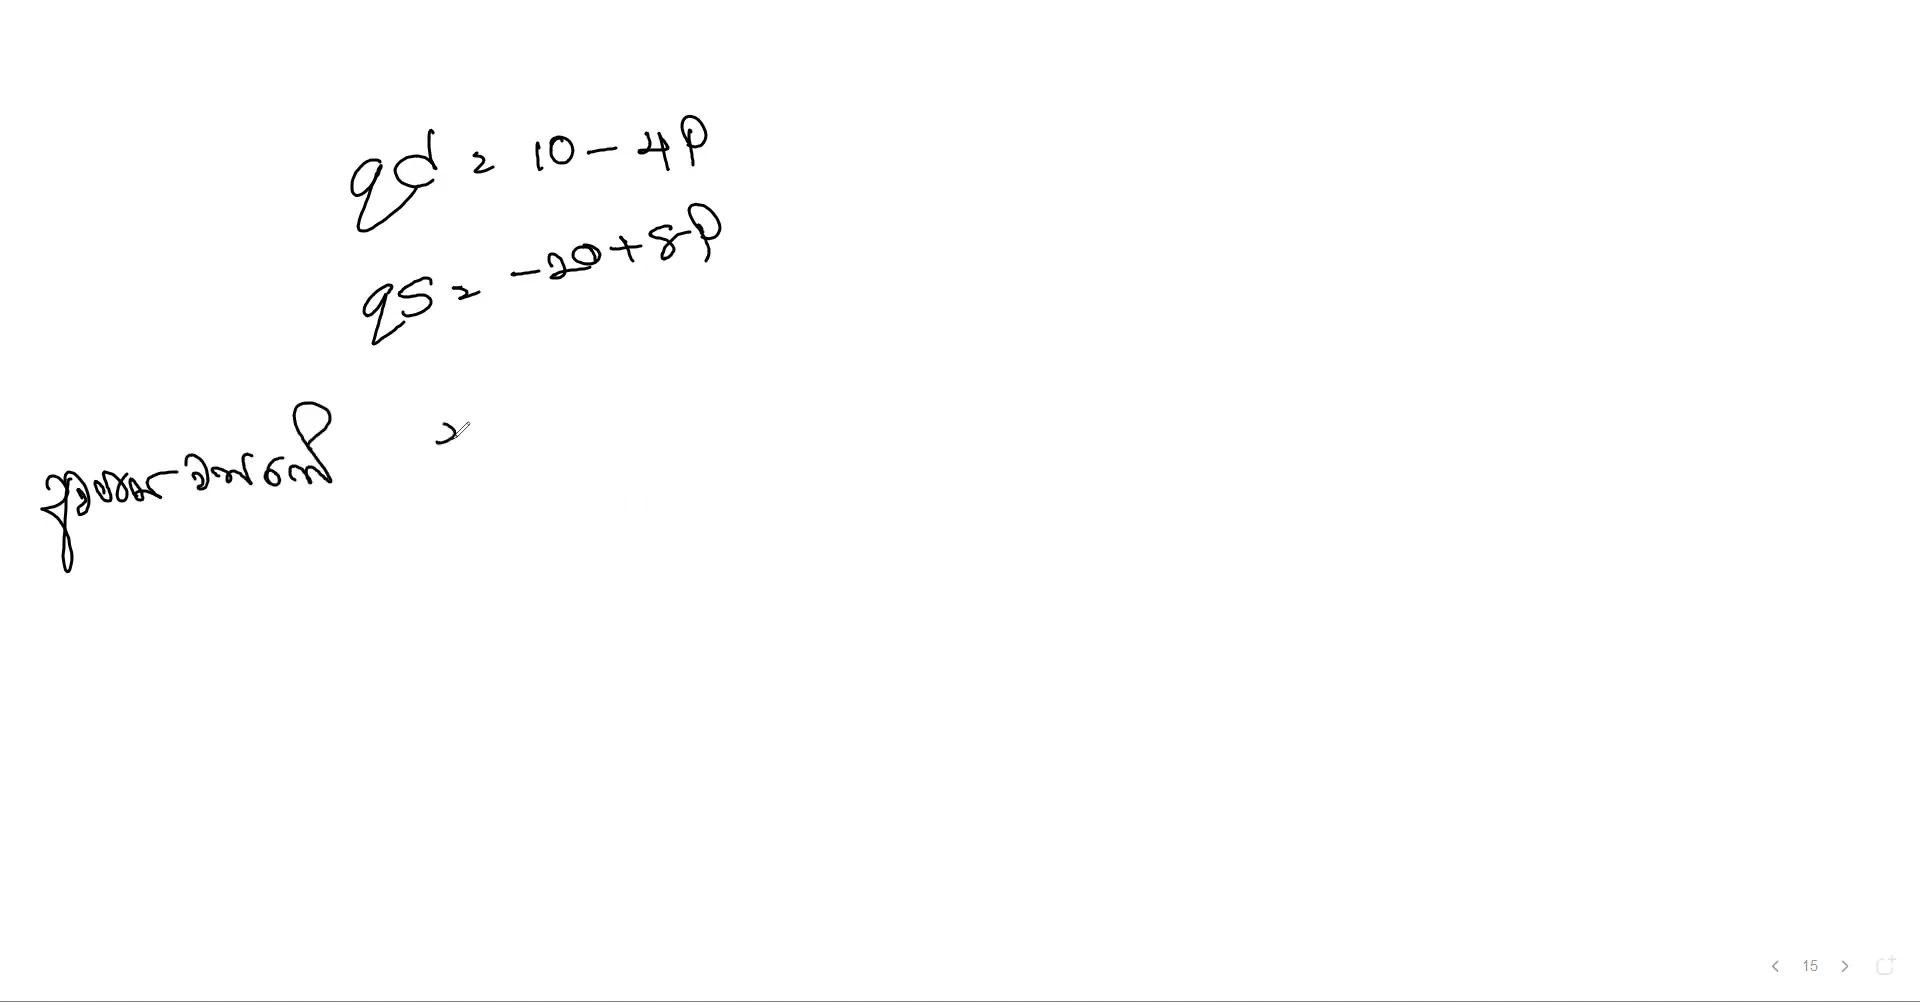 qd = 10 - 4P
qs = -20 + 8P
=
15